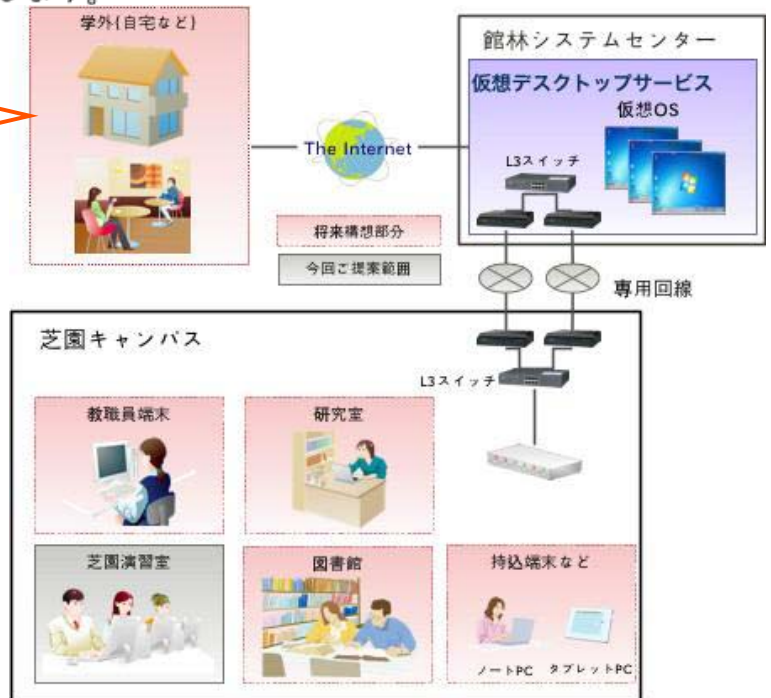 ます。
学外(自宅など)
館林システムセンター
仮想デスクトップサービス
仮想OS
The Internet
L3スイッチ
将来構想部分
今回ご提案範囲
専用回線
芝園キャンパス
L3スイッチ
教職員端末
研究室
芝園演習室
図書館
持込端末など
ノートPC タブレットPC